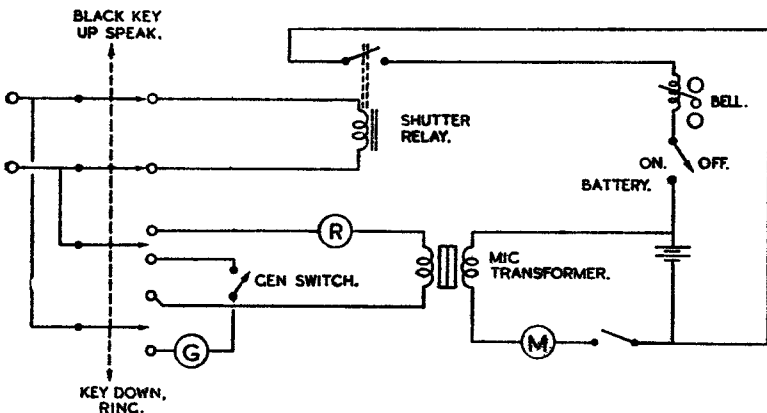 BLACK KEY
UP SPEAK.
SHUTTER
RELAY.
BELL.
ON. OFF.
BATTERY.
R
MIC
TRANSFORMER.
GEN SWITCH.
G
M
KEY DOWN,
RING.